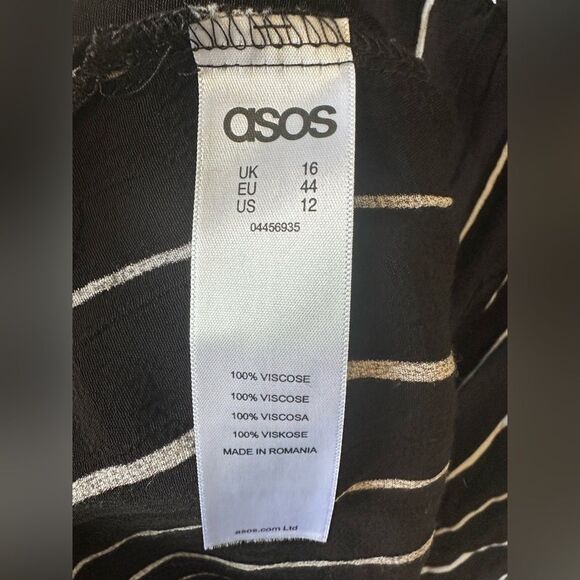 asos
UK 16
EU 44
US 12
04456935
100% VISCOSE
100% VISCOSE
100% VISCOSA
100% VISKOSE
MADE IN ROMANIA
asos.com Ltd